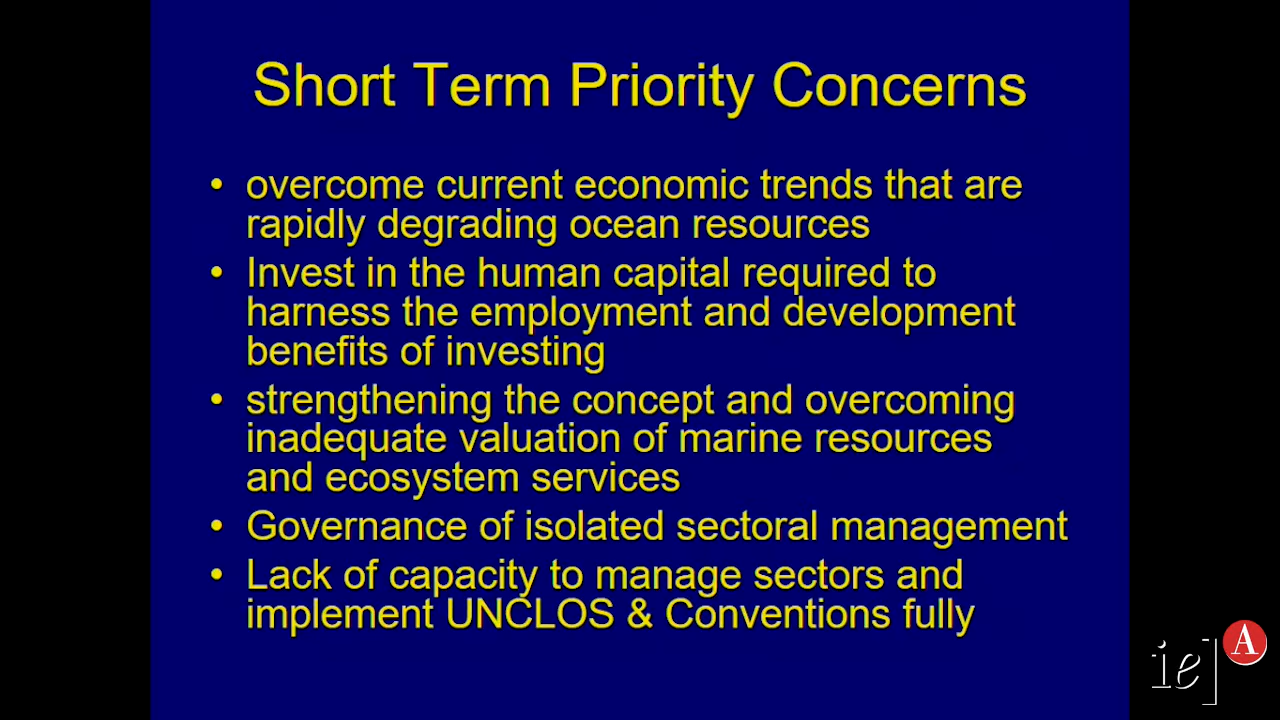 Short Term Priority Concerns
• overcome current economic trends that are
rapidly degrading ocean resources
• Invest in the human capital required to
harness the employment and development
benefits of investing
• strengthening the concept and overcoming
inadequate valuation of marine resources
and ecosystem services
• Governance of isolated sectoral management
• Lack of capacity to manage sectors and
implement UNCLOS & Conventions fully
ie] A